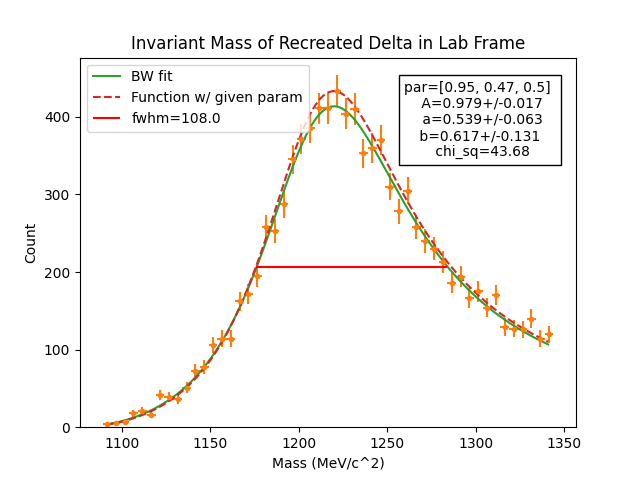 Invariant Mass of Recreated Delta in Lab Frame
BW fit
Function w/ given param
fwhm=108.0
par=[0.95, 0.47, 0.5]
A=0.979+/-0.017
a=0.539+/-0.063
b=0.617+/-0.131
chi_sq=43.68
Count
400
300
200
100
0
1100
1150
1200
1250
1300
1350
Mass (MeV/c^2)